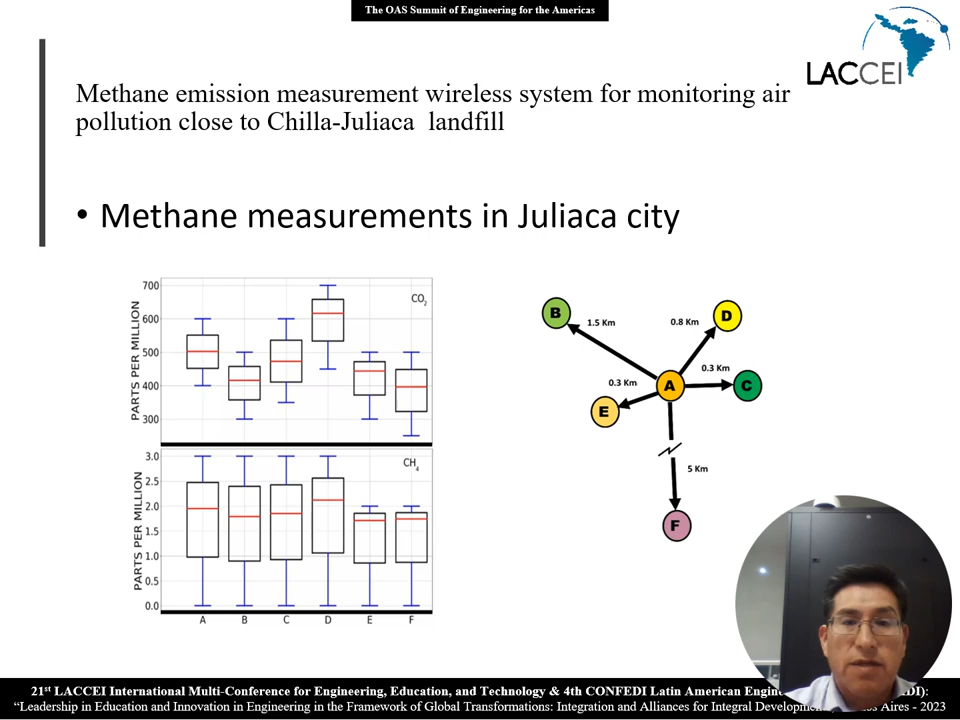 The OAS Summit of Engineering for the Americas
LACCEI
Methane emission measurement wireless system for monitoring air
pollution close to Chilla-Juliaca landfill
• Methane measurements in Juliaca city
PARTS PER MILLION
700
600
500
400
300
CO2
PARTS PER MILLION
3.0
2.5
2.0
1.5
1.0
0.5
0.0
CH4
A B C D E F
B
D
1.5 Km
0.8 Km
0.3 Km
0.3 Km
A
C
E
5 Km
F
21st LACCEI International Multi-Conference for Engineering, Education, and Technology & 4th CONFEDI Latin American
“Leadership in Education and Innovation in Engineering in the Framework of Global Transformations: Integration and Alliances for Integral Aires - 2023